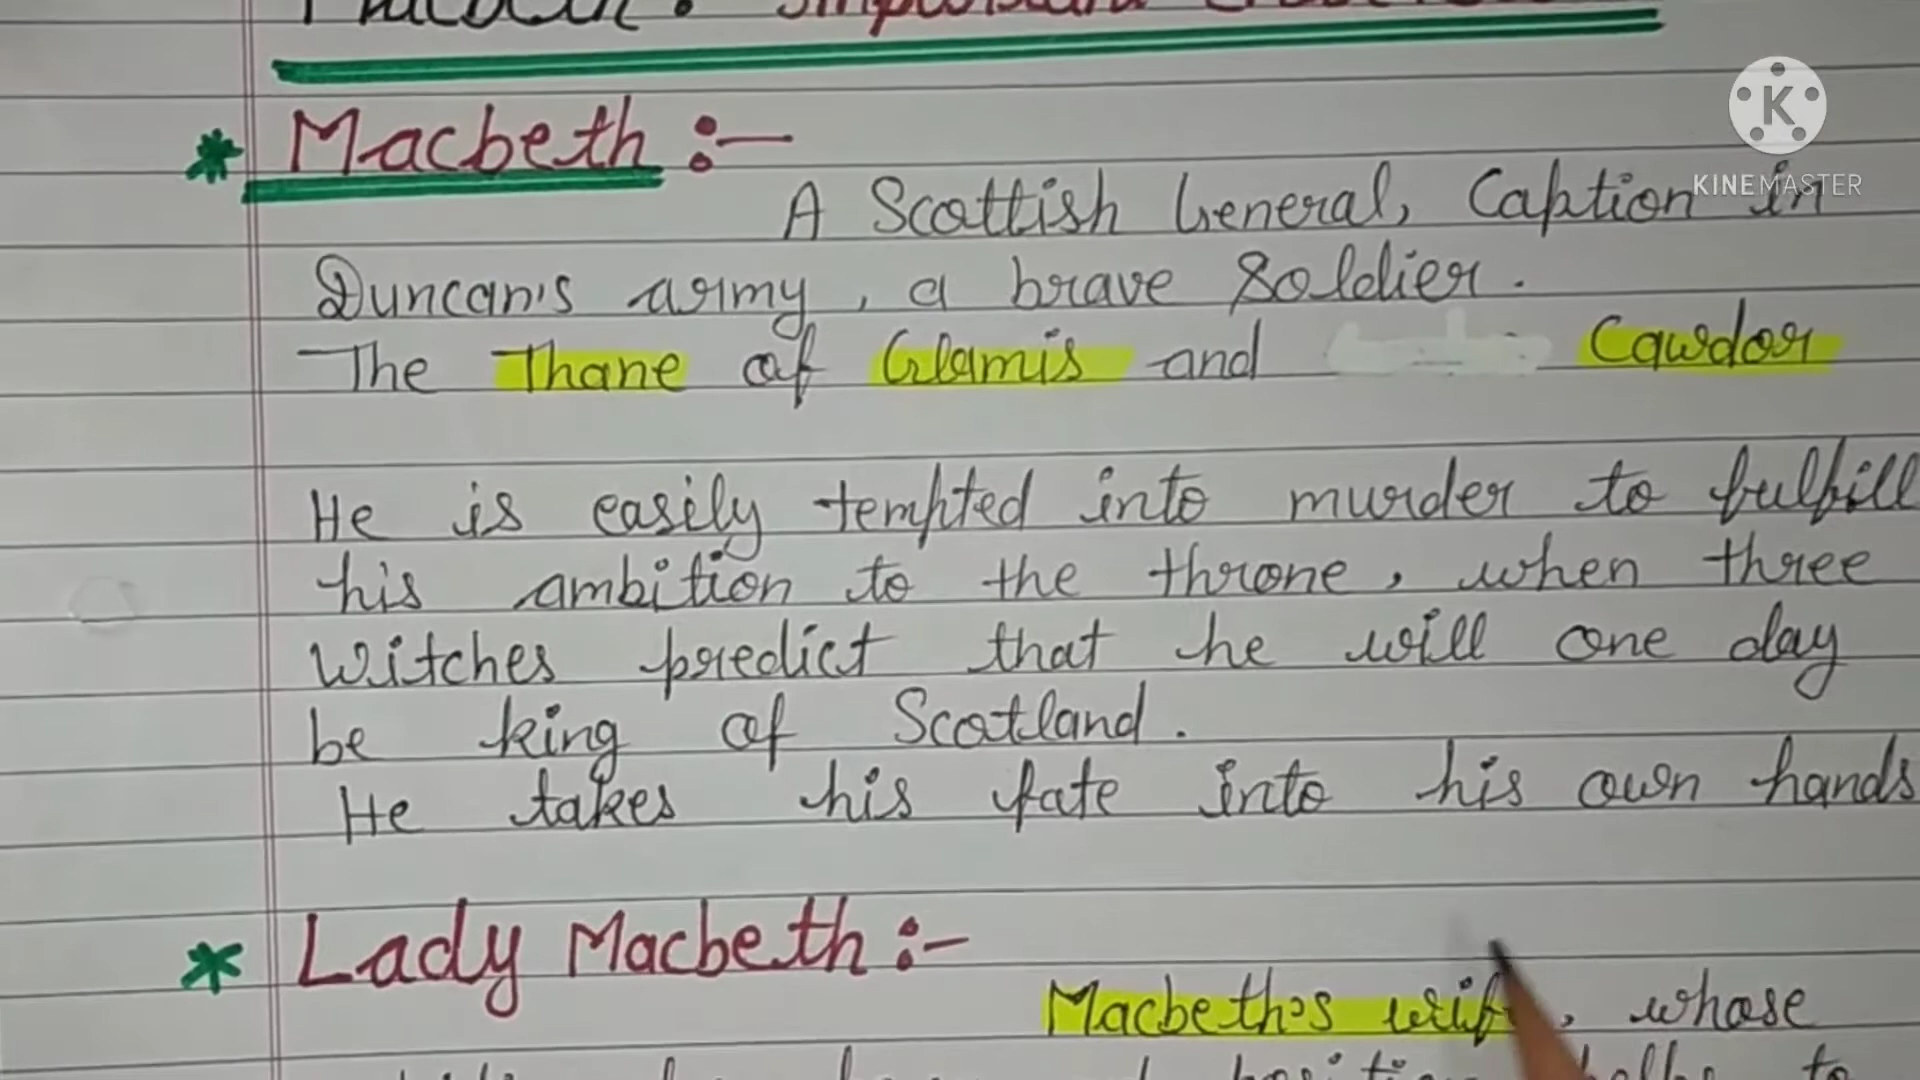 Macbeth : Important
Macbeth :-
A Scottish General, Caption in
Duncan's army, a brave Soldier.
The Thane of Glamis and Cawdor
He is easily tempted into murder to fulfill
his ambition to the throne, when three
witches predict that he will one day
be king of Scotland.
He takes his fate into his own hands
Lady Macbeth :-
Macbeth's wife, whose
KINEMASTER